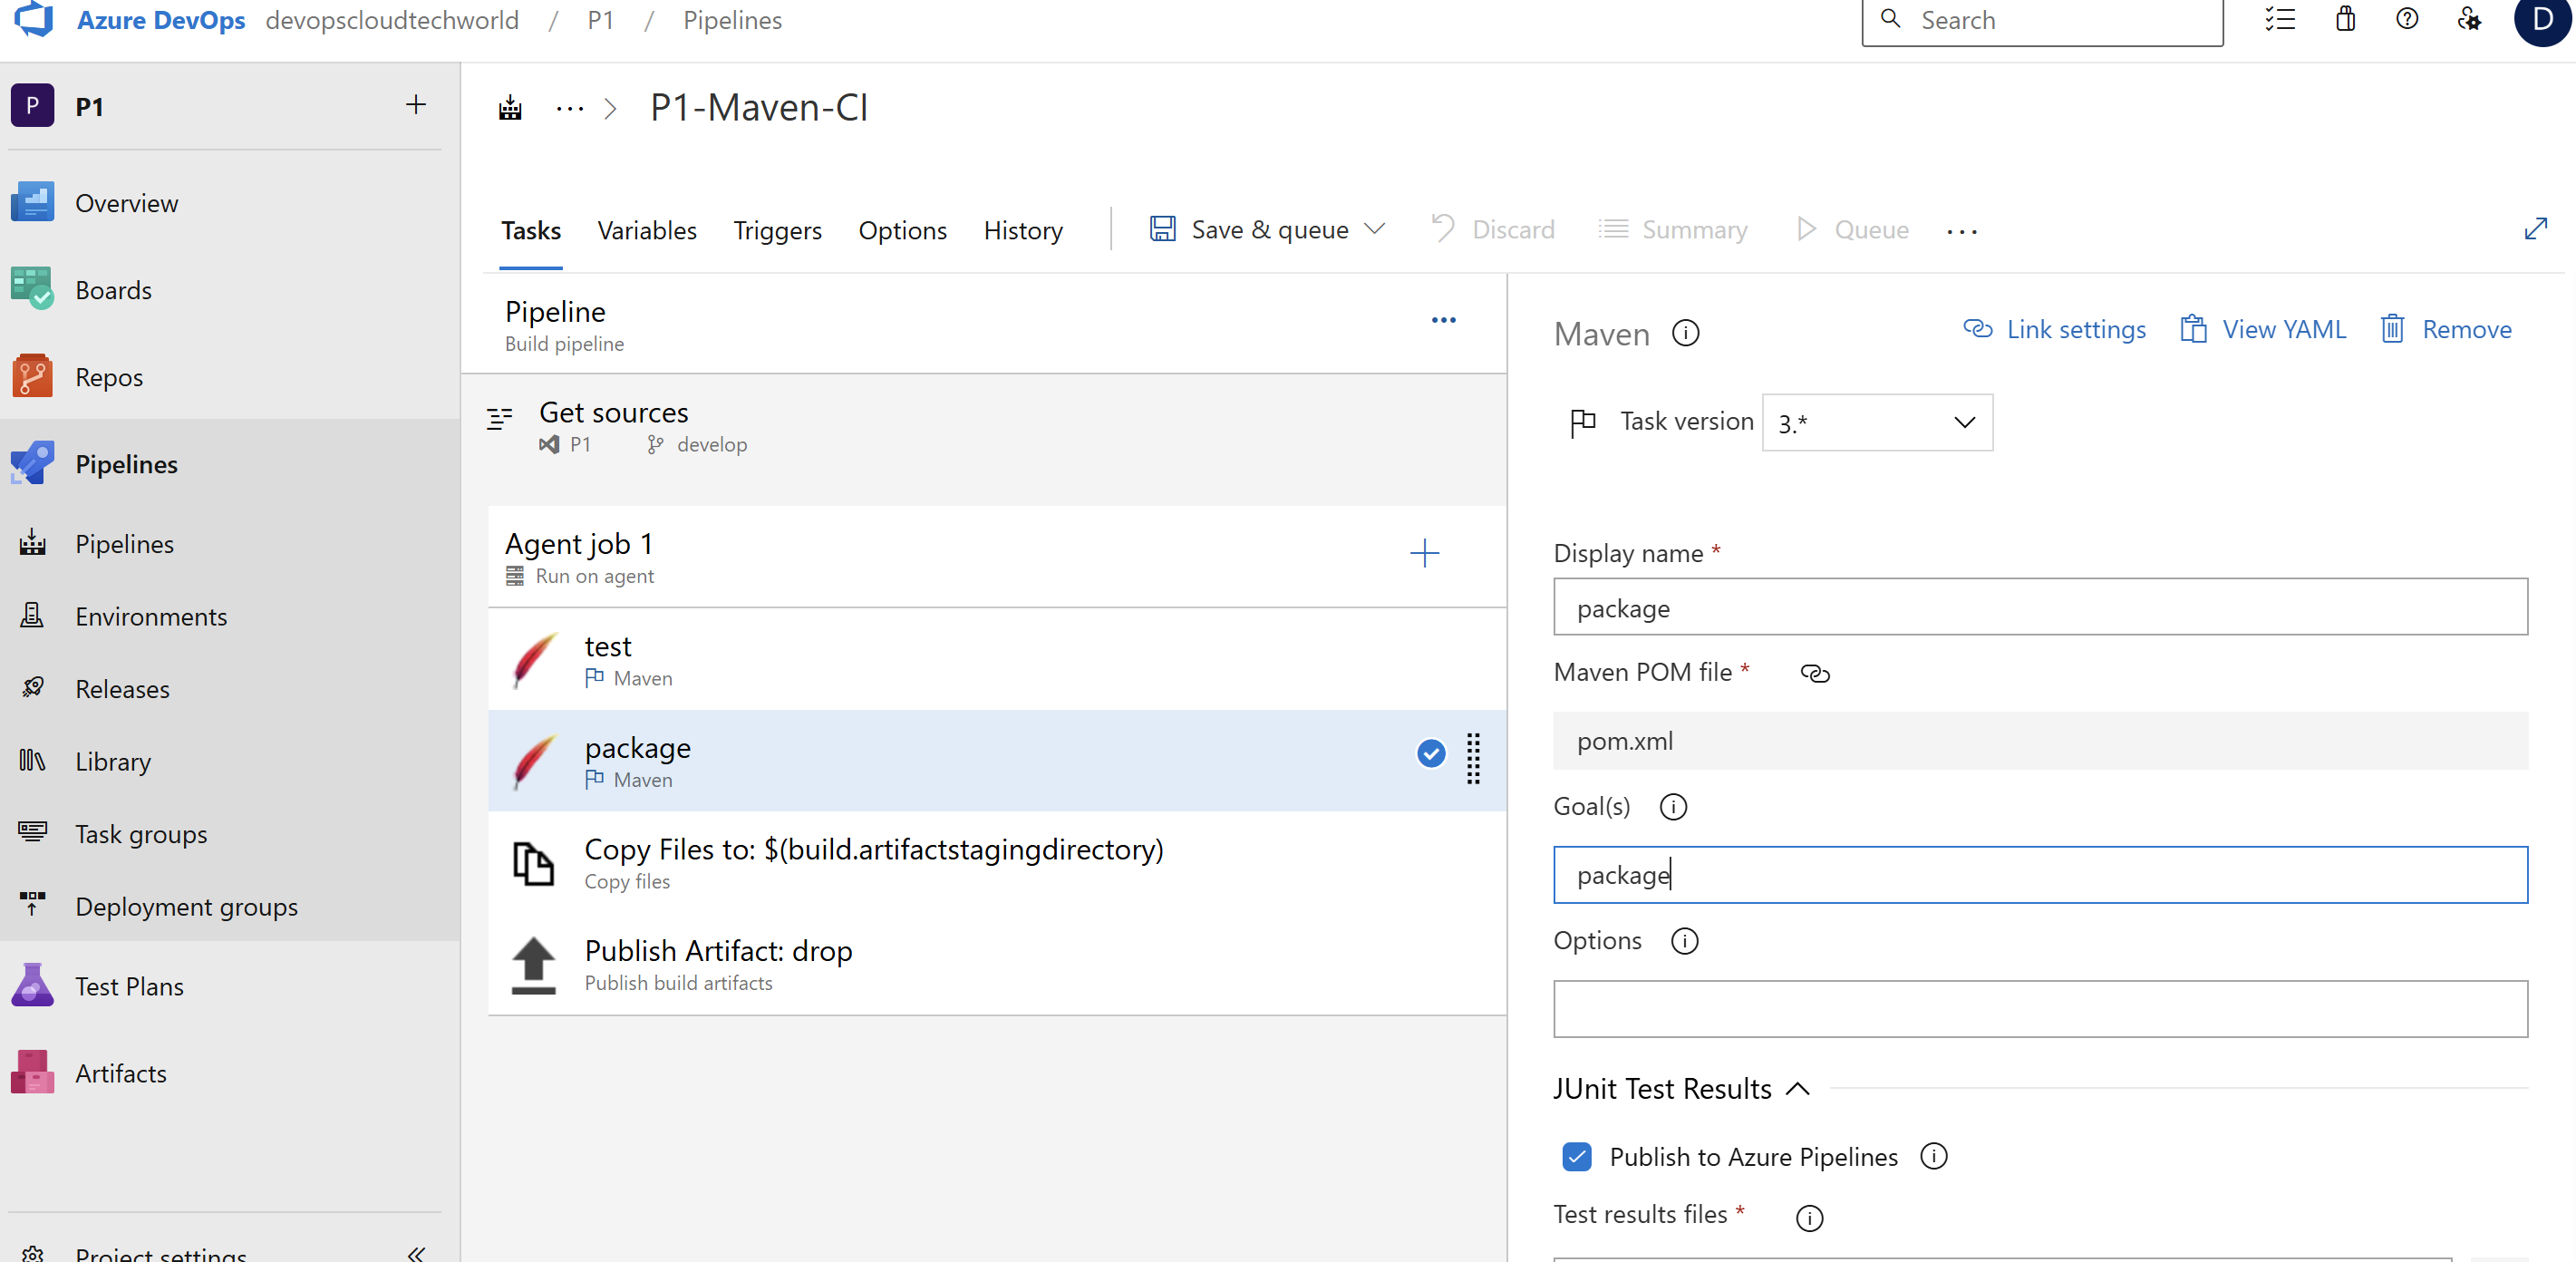 Azure DevOps devopscloudtechworld / P1 / Pipelines
Search
D
P P1
Overview
Boards
Repos
Pipelines
Pipelines
Environments
Releases
Library
Task groups
Deployment groups
Test Plans
Artifacts
Project settings
··· > P1-Maven-CI
Tasks Variables Triggers Options History Save & queue Discard Summary Queue ···
Pipeline
Build pipeline
Get sources
P1 develop
Agent job 1
Run on agent
test
Maven
package
Maven
Copy Files to: $(build.artifactstagingdirectory)
Copy files
Publish Artifact: drop
Publish build artifacts
Maven Link settings View YAML Remove
Task version 3.*
Display name *
package
Maven POM file *
pom.xml
Goal(s)
package
Options
JUnit Test Results
Publish to Azure Pipelines
Test results files *